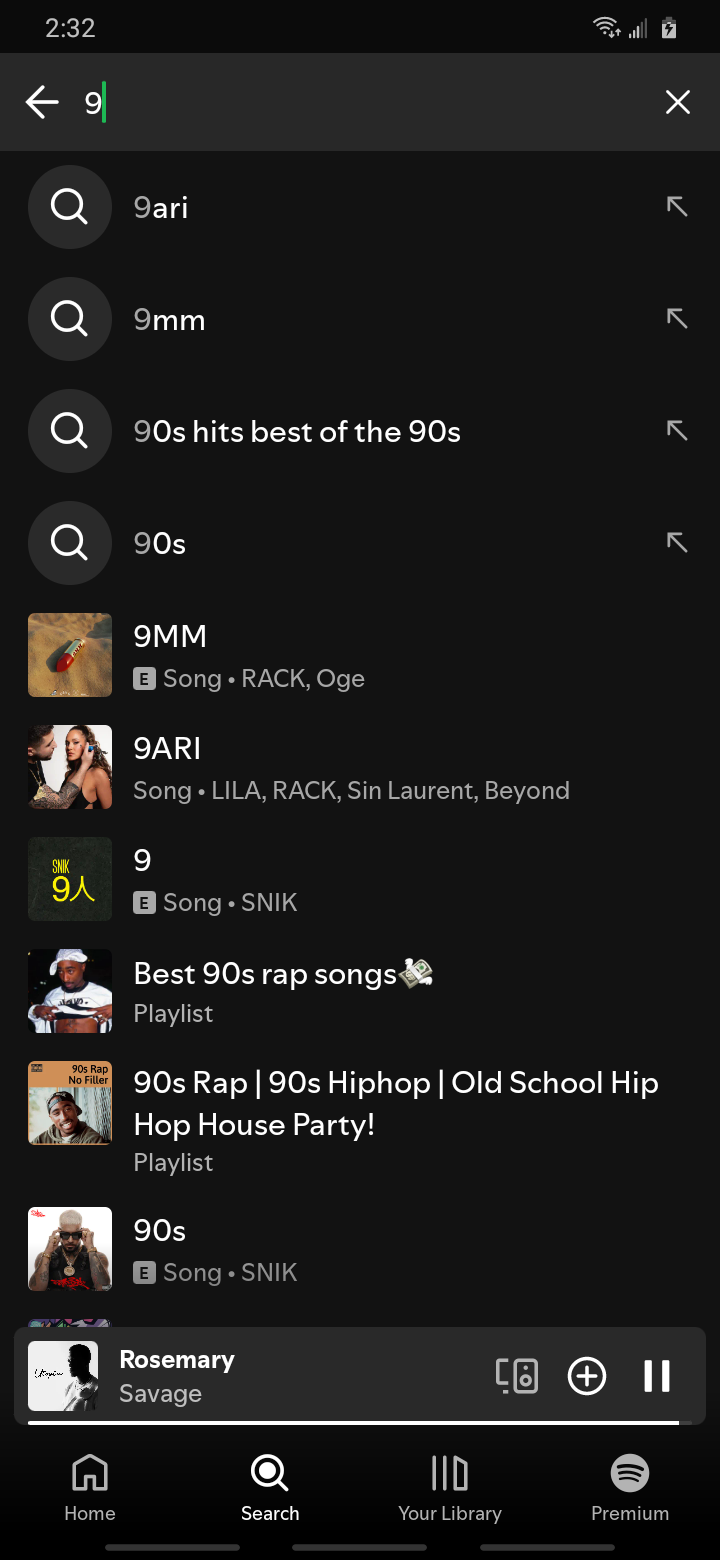 2:32
9
9ari
9mm
90s hits best of the 90s
90s
9MM
E Song • RACK, Oge
9ARI
Song • LILA, RACK, Sin Laurent, Beyond
SNIK
9人
9
E Song • SNIK
Best 90s rap songs💸
Playlist
90s Rap
No Filler
90s Rap | 90s Hiphop | Old School Hip
Hop House Party!
Playlist
90s
E Song • SNIK
Utopia
Rosemary
Savage
Home
Search
Your Library
Premium